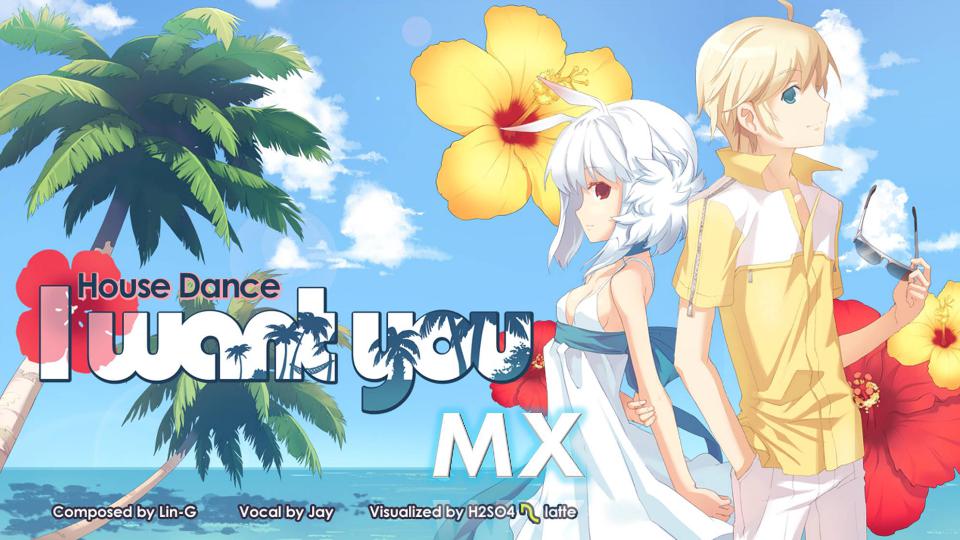 House Dance
I want you
MX
Composed by Lin-G Vocal by Jay Visualized by H2SO4 latte